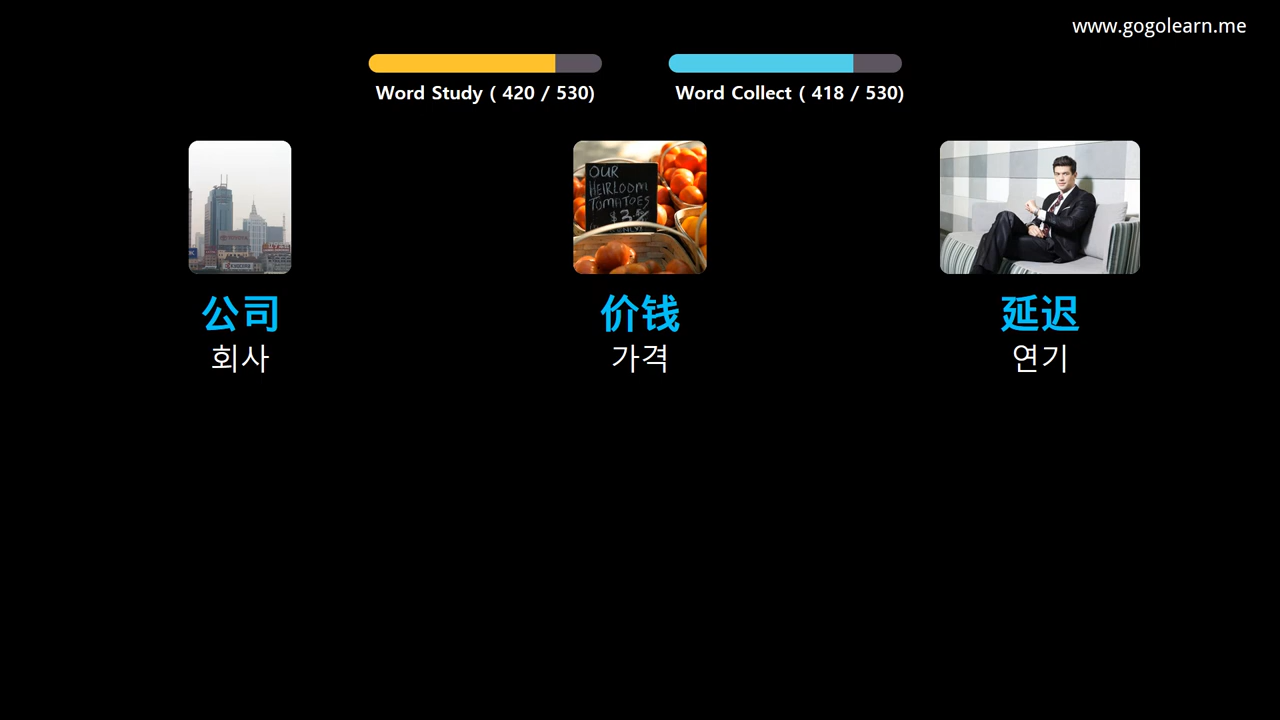 www.gogolearn.me
Word Study ( 420 / 530)
Word Collect ( 418 / 530)
OUR
HEIRLOOM
TOMATOES
公司
价钱
延迟
회사
가격
연기